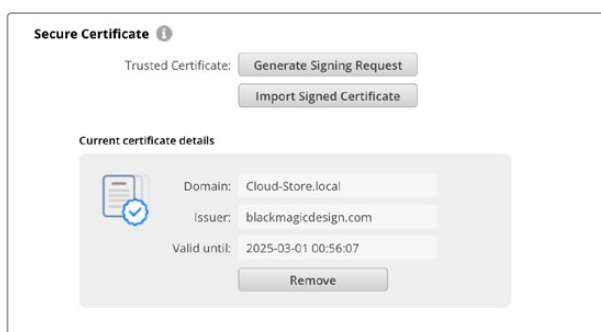 Secure Certificate
Trusted Certificate: Generate Signing Request
Import Signed Certificate
Current certificate details
Domain: Cloud-Store.local
Issuer: blackmagicdesign.com
Valid until: 2025-03-01 00:56:07
Remove